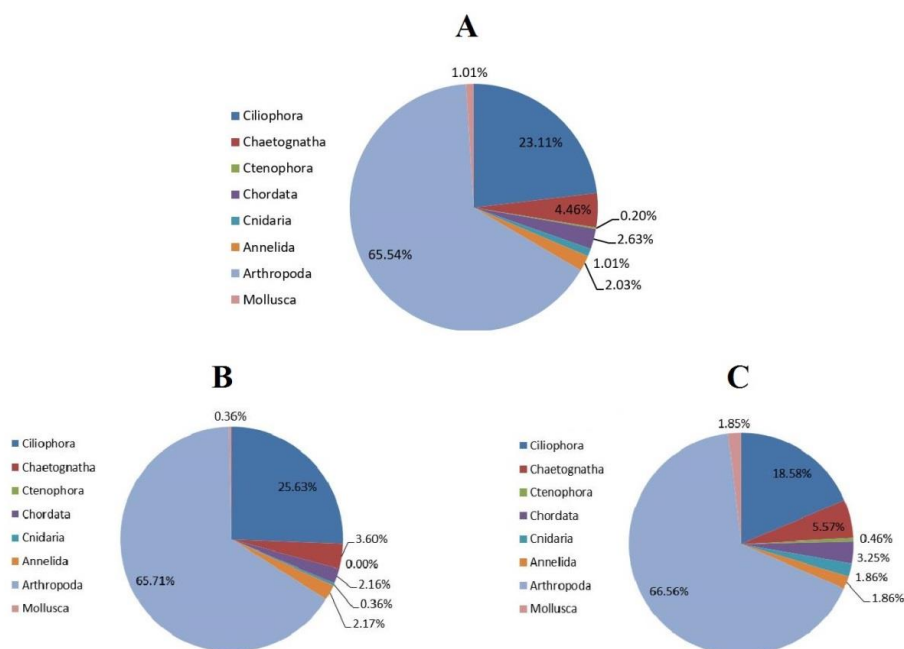 A
1.01%
Ciliophora
Chaetognatha
Ctenophora
Chordata
Cnidaria
Annelida
Arthropoda
Mollusca
23.11%
4.46%
0.20%
2.63%
1.01%
2.03%
65.54%
B
0.36%
Ciliophora
Chaetognatha
Ctenophora
Chordata
Cnidaria
Annelida
Arthropoda
Mollusca
25.63%
3.60%
0.00%
2.16%
0.36%
2.17%
65.71%
C
1.85%
Ciliophora
Chaetognatha
Ctenophora
Chordata
Cnidaria
Annelida
Arthropoda
Mollusca
18.58%
5.57%
0.46%
3.25%
1.86%
1.86%
66.56%